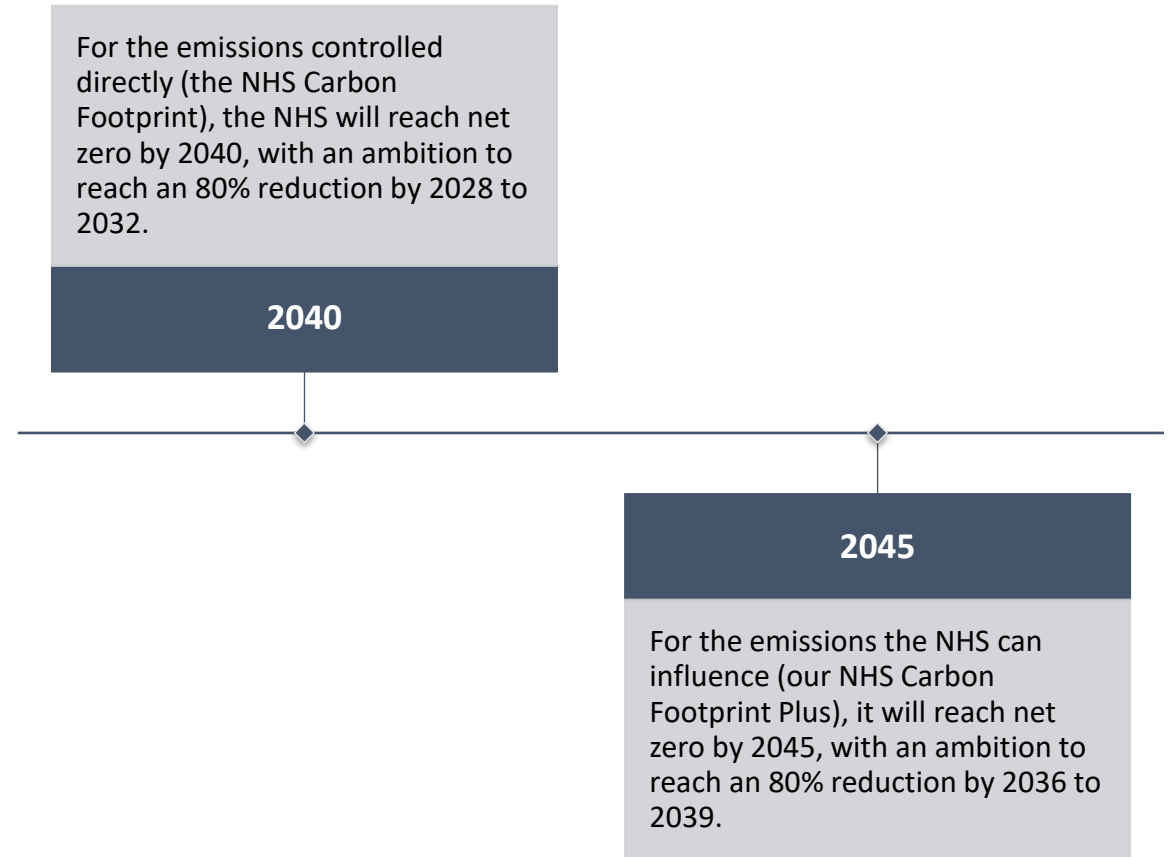 For the emissions controlled
directly (the NHS Carbon
Footprint), the NHS will reach net
zero by 2040, with an ambition to
reach an 80% reduction by 2028 to
2032.
2040
2045
For the emissions the NHS can
influence (our NHS Carbon
Footprint Plus), it will reach net
zero by 2045, with an ambition to
reach an 80% reduction by 2036 to
2039.